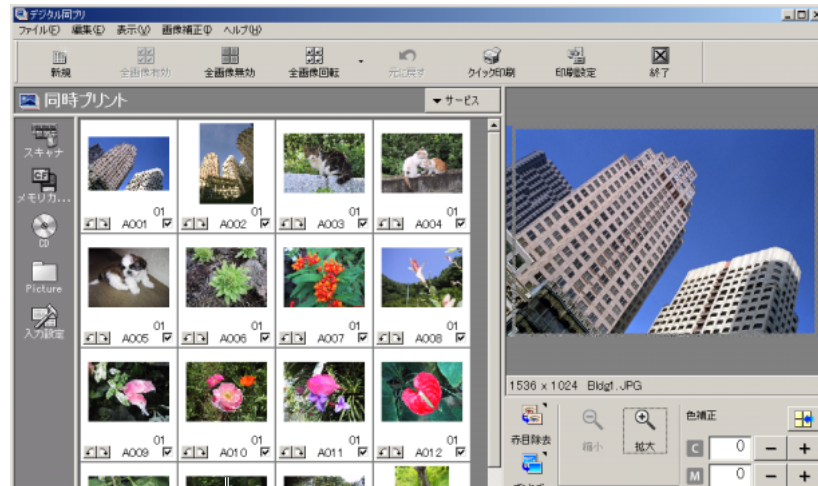 デジタル同プリ
ファイル(F) 編集(E) 表示(V) 画像補正(I) ヘルプ(H)
新規 全画像有効 全画像無効 全画像回転 元に戻す クイック印刷 印刷設定 終了
同時プリント サービス
スキャナ
メモリカ...
CD
Picture
入力設定
01 01 01 01
A001 A002 A003 A004
01 01 01 01
A005 A006 A007 A008
01 01 01 01
A009 A010 A011 A012
1536 x 1024 Bldg1.JPG
赤目除去 縮小 拡大 色補正
C 0 - +
M 0 - +